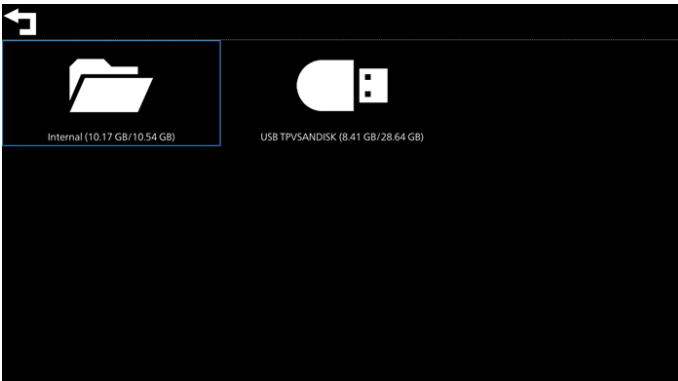 Internal (10.17 GB/10.54 GB)
USB TPVSANDISK (8.41 GB/28.64 GB)